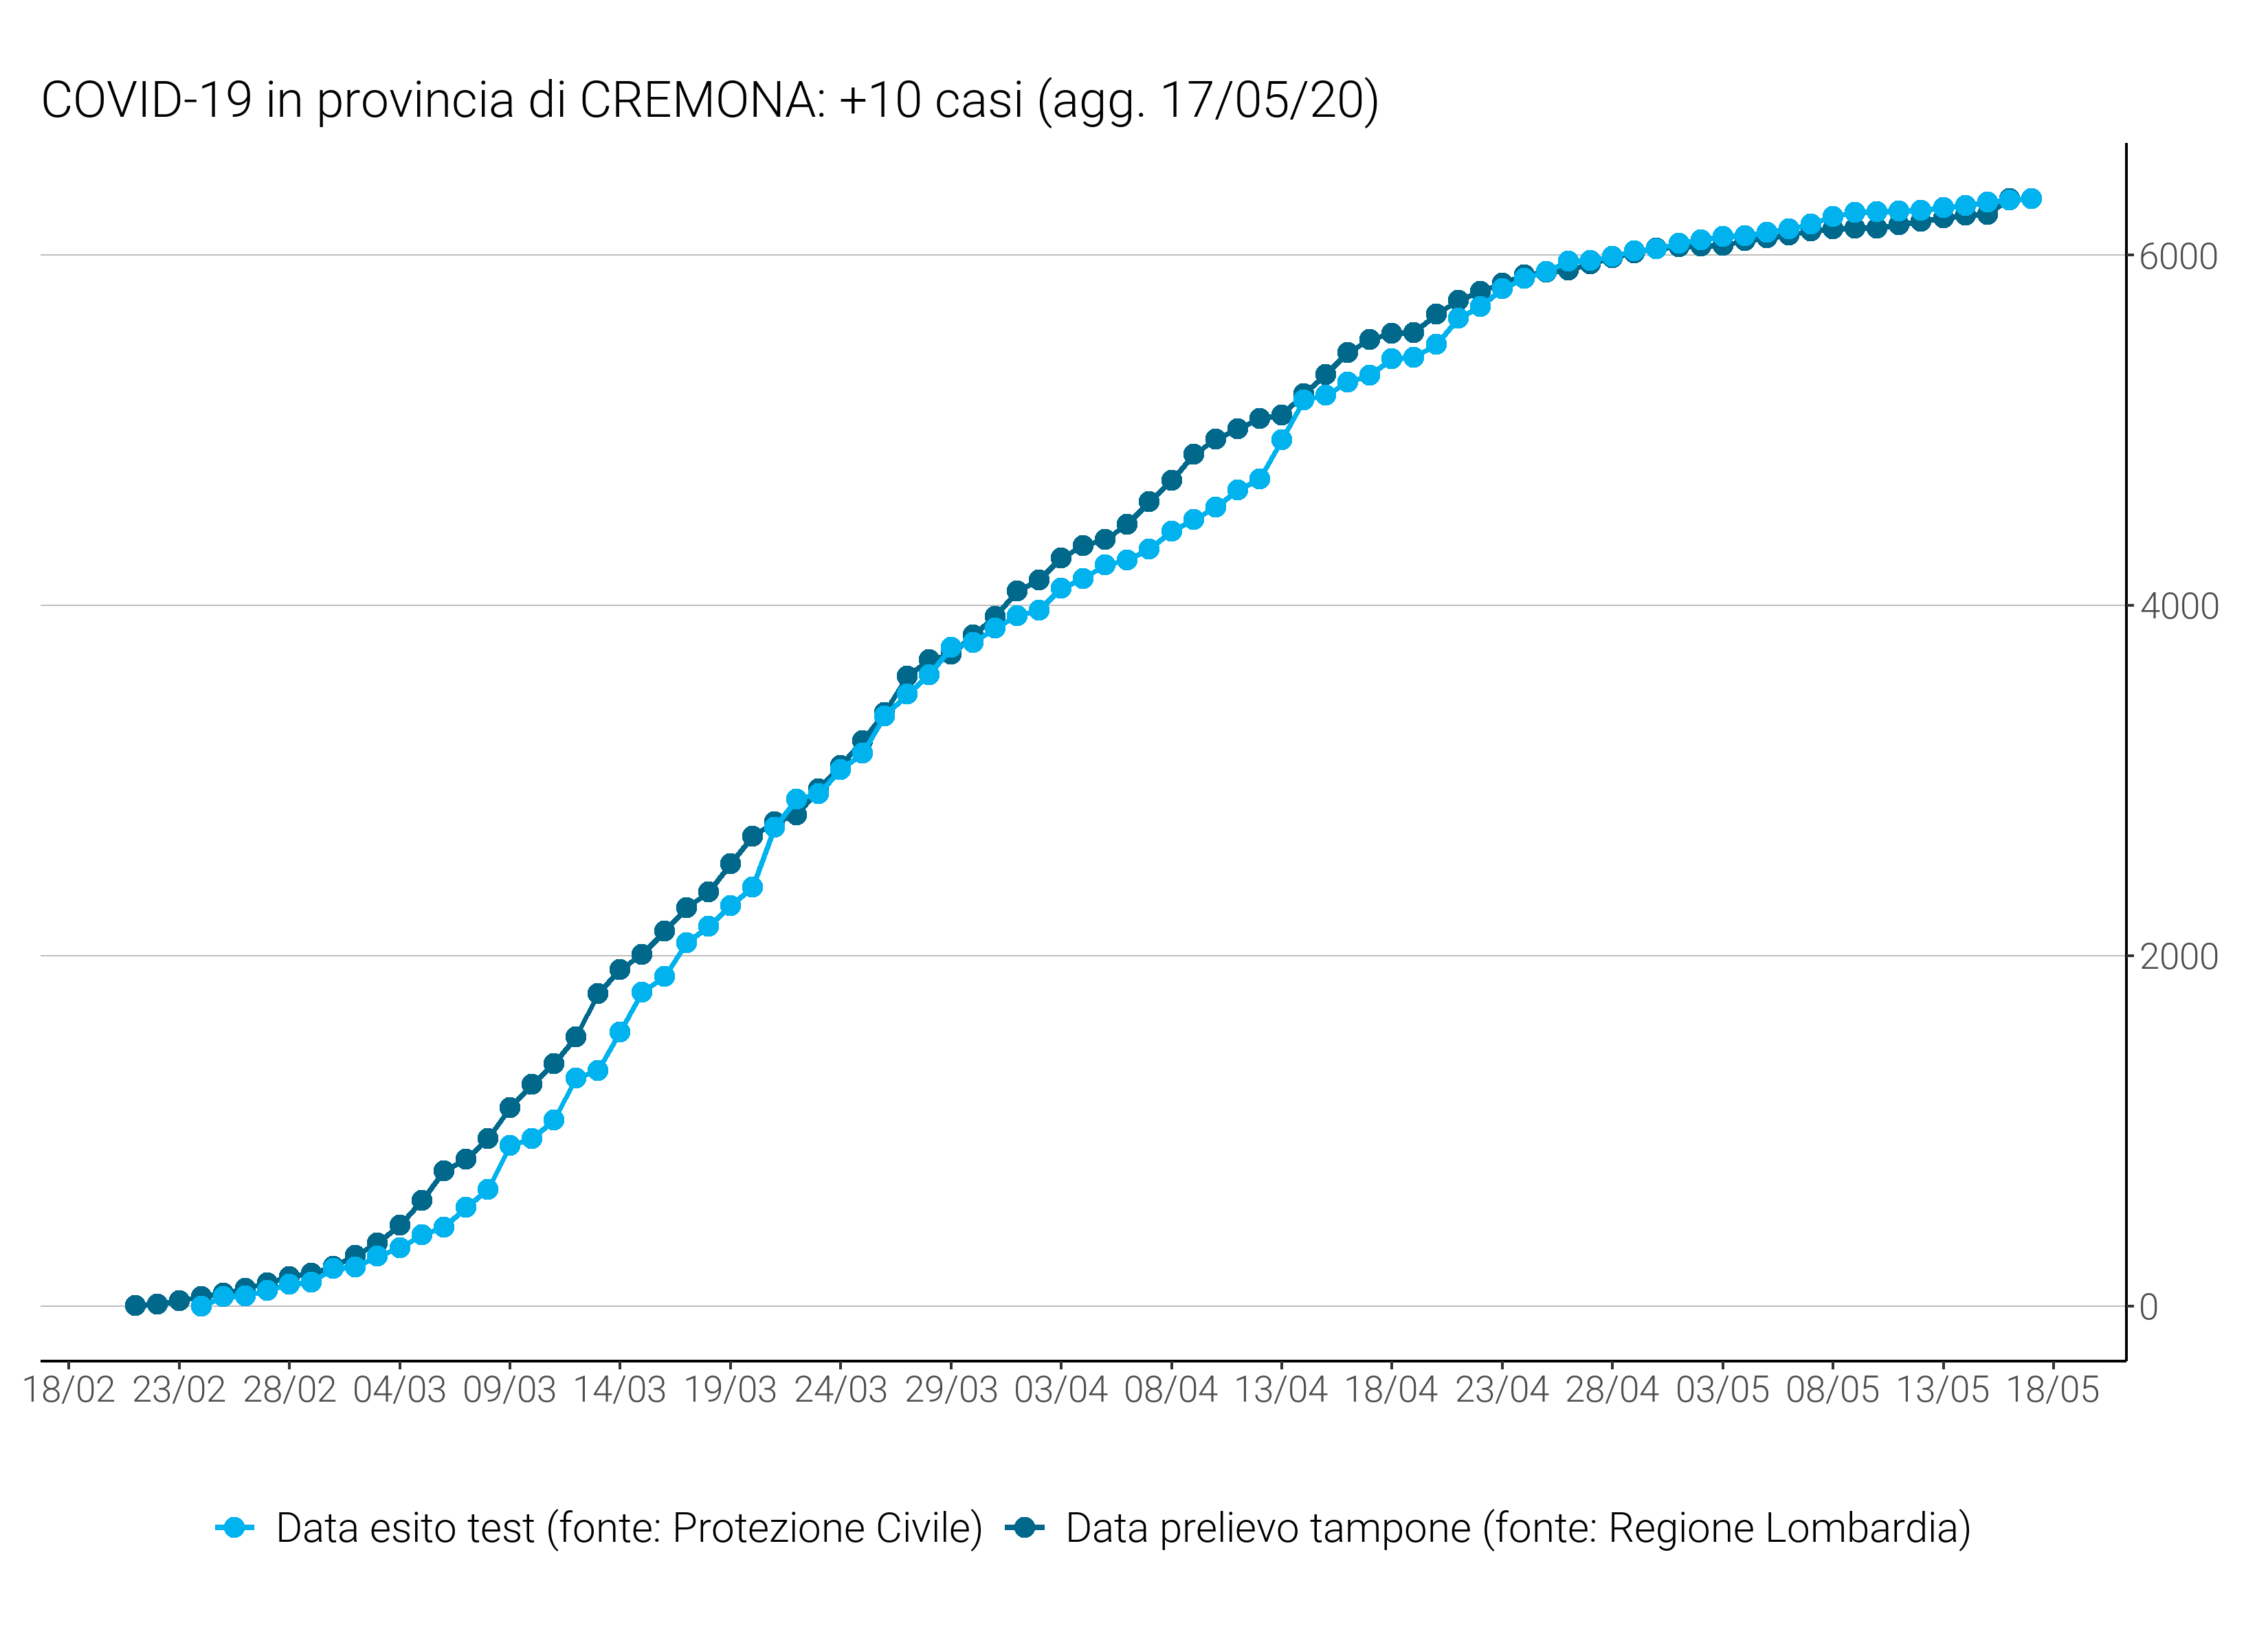 COVID-19 in provincia di CREMONA: +10 casi (agg. 17/05/20)
6000
4000
2000
0
18/02 23/02 28/02 04/03 09/03 14/03 19/03 24/03 29/03 03/04 08/04 13/04 18/04 23/04 28/04 03/05 08/05 13/05 18/05
Data esito test (fonte: Protezione Civile) Data prelievo tampone (fonte: Regione Lombardia)